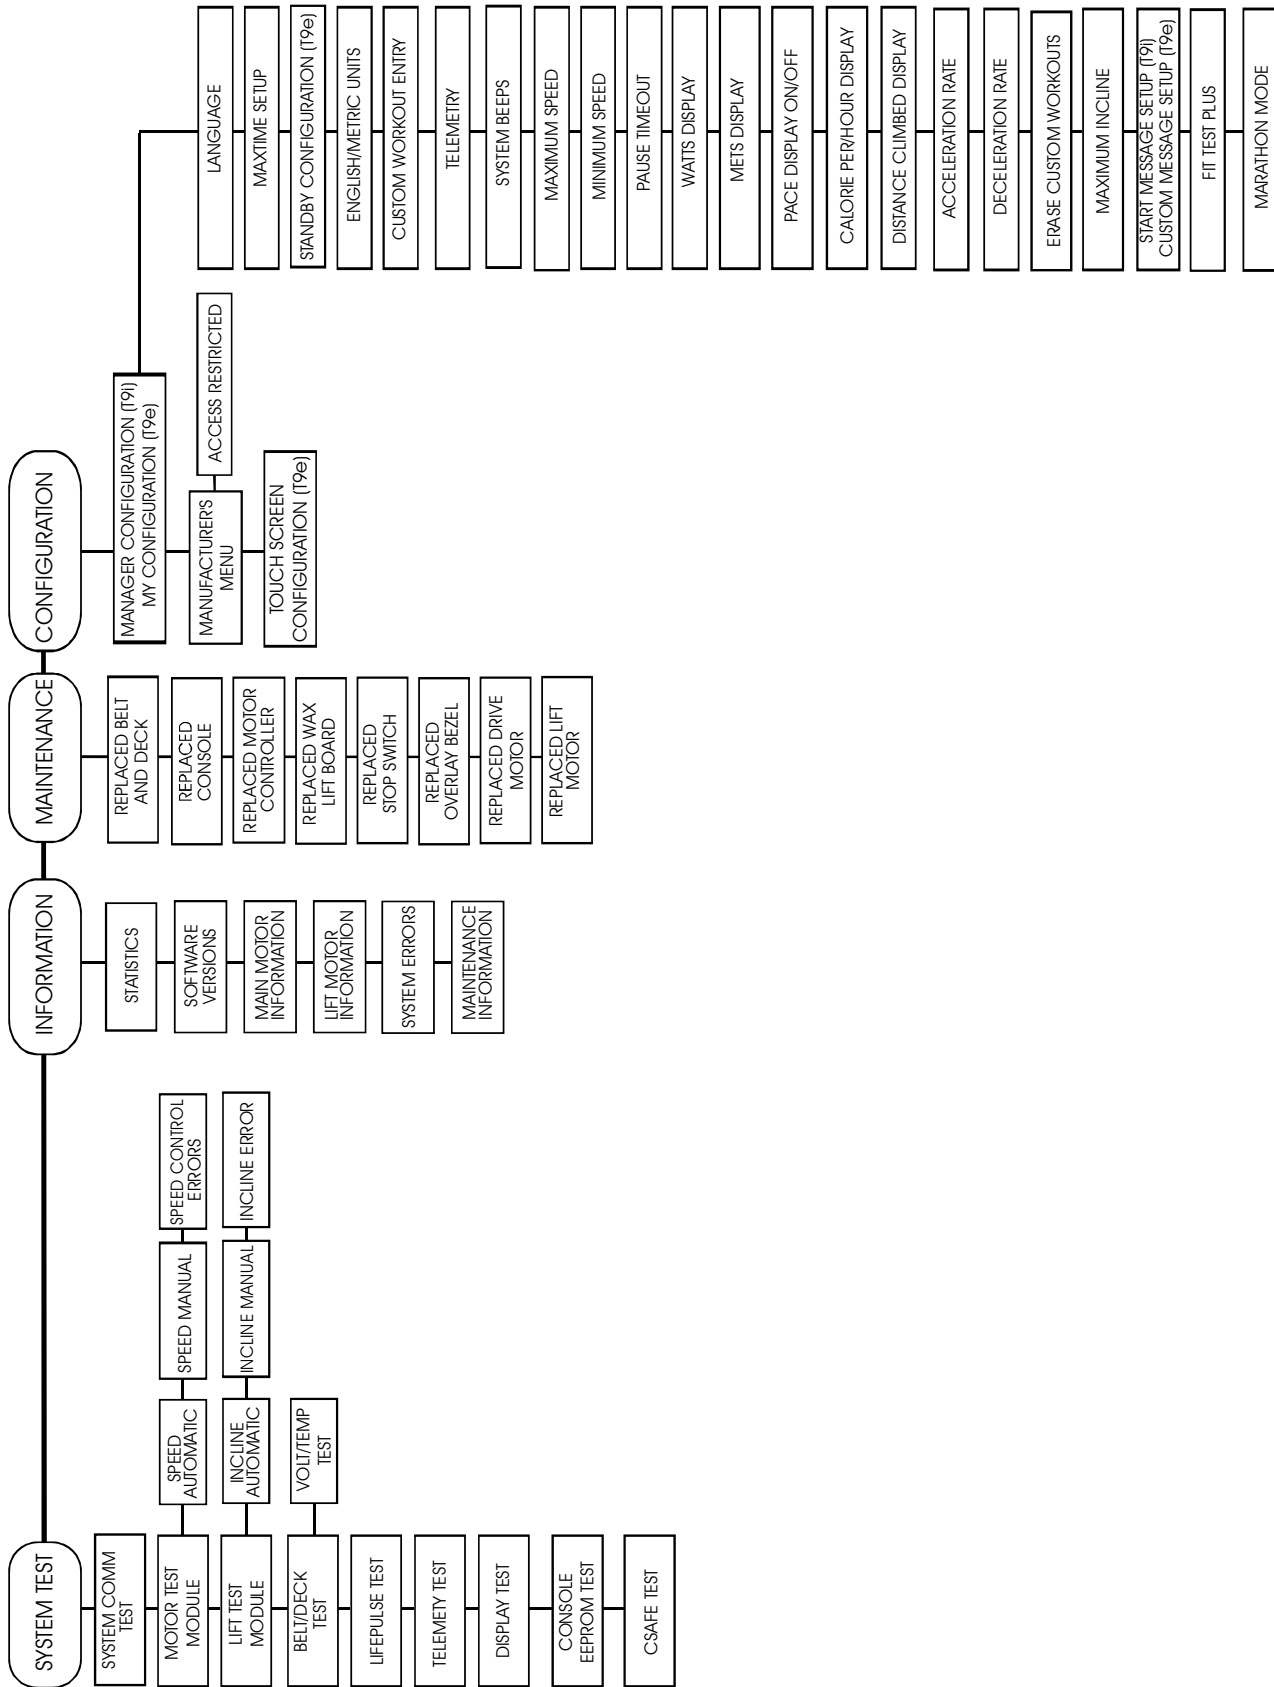 SYSTEM TEST
SYSTEM COMM
TEST
MOTOR TEST
MODULE
SPEED
AUTOMATIC
SPEED MANUAL
SPEED CONTROL
ERRORS
LIFT TEST
MODULE
INCLINE
AUTOMATIC
INCLINE MANUAL
INCLINE ERROR
BELT/DECK
TEST
VOLT/TEMP
TEST
LIFEPULSE TEST
TELEMETY TEST
DISPLAY TEST
CONSOLE
EEPROM TEST
CSAFE TEST
INFORMATION
STATISTICS
SOFTWARE
VERSIONS
MAIN MOTOR
INFORMATION
LIFT MOTOR
INFORMATION
SYSTEM ERRORS
MAINTENANCE
INFORMATION
MAINTENANCE
REPLACED BELT
AND DECK
REPLACED
CONSOLE
REPLACED MOTOR
CONTROLLER
REPLACED WAX
LIFT BOARD
REPLACED
STOP SWITCH
REPLACED
OVERLAY BEZEL
REPLACED DRIVE
MOTOR
REPLACED LIFT
MOTOR
CONFIGURATION
MANAGER CONFIGURATION (T9i)
MY CONFIGURATION (T9e)
MANUFACTURER'S
MENU
ACCESS RESTRICTED
TOUCH SCREEN
CONFIGURATION (T9e)
LANGUAGE
MAXTIME SETUP
STANDBY CONFIGURATION (T9e)
ENGLISH/METRIC UNITS
CUSTOM WORKOUT ENTRY
TELEMETRY
SYSTEM BEEPS
MAXIMUM SPEED
MINIMUM SPEED
PAUSE TIMEOUT
WATTS DISPLAY
METS DISPLAY
PACE DISPLAY ON/OFF
CALORIE PER/HOUR DISPLAY
DISTANCE CLIMBED DISPLAY
ACCELERATION RATE
DECELERATION RATE
ERASE CUSTOM WORKOUTS
MAXIMUM INCLINE
START MESSAGE SETUP (T9i)
CUSTOM MESSAGE SETUP (T9e)
FIT TEST PLUS
MARATHON MODE